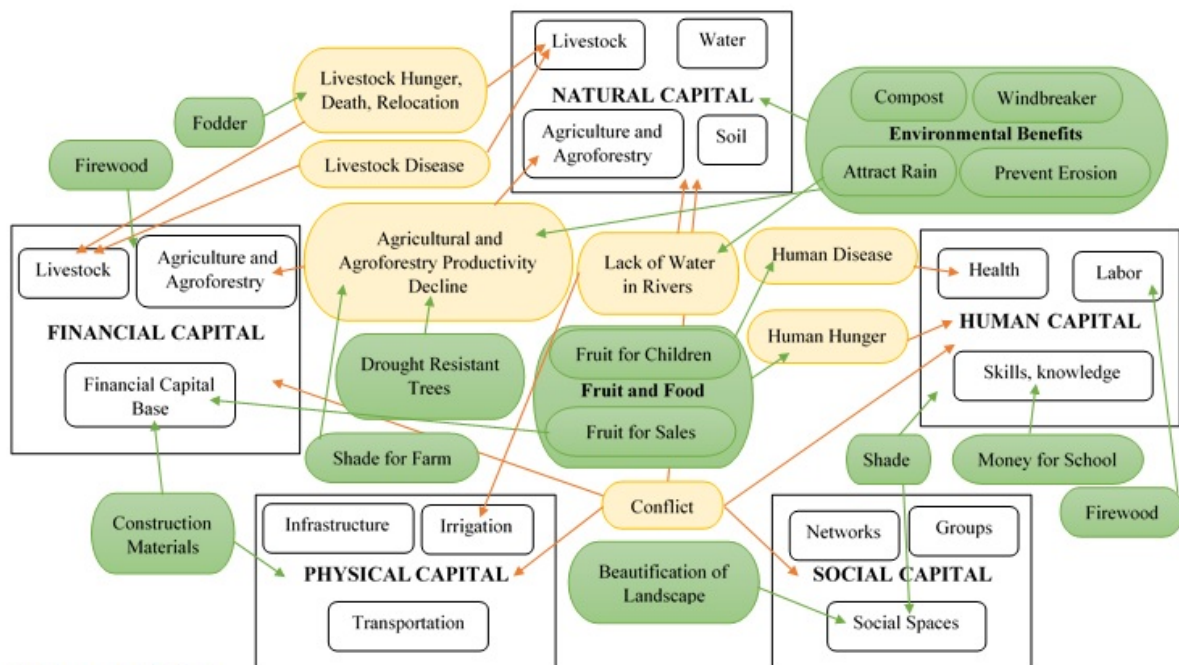 Livestock
Water
Livestock Hunger,
Death, Relocation
NATURAL CAPITAL
Compost
Windbreaker
Environmental Benefits
Fodder
Agriculture and
Agroforestry
Soil
Firewood
Livestock Disease
Attract Rain
Prevent Erosion
Livestock
Agriculture and
Agroforestry
Agricultural and
Agroforestry Productivity
Decline
Lack of Water
in Rivers
Human Disease
Health
Labor
FINANCIAL CAPITAL
HUMAN CAPITAL
Human Hunger
Drought Resistant
Trees
Fruit for Children
Fruit and Food
Fruit for Sales
Financial Capital
Base
Skills, knowledge
Shade for Farm
Shade
Money for School
Construction
Materials
Infrastructure
Irrigation
Conflict
Networks
Groups
Firewood
PHYSICAL CAPITAL
Beautification of
Landscape
SOCIAL CAPITAL
Transportation
Social Spaces